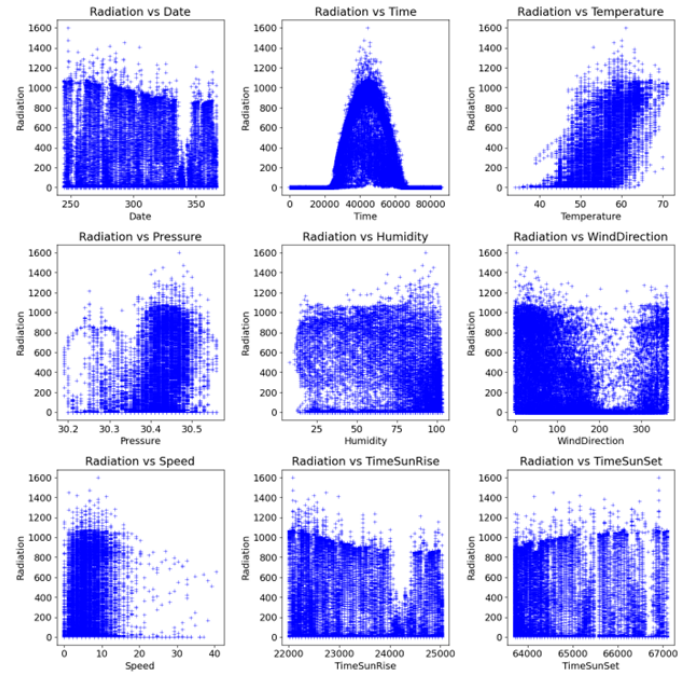 Radiation vs Date Radiation vs Time Radiation vs Temperature
1600 1600 1600
1400 1400 1400
1200 1200 1200
1000 1000 1000
800 800 800
600 600 600
400 400 400
200 200 200
0 0 0
Radiation Radiation Radiation
250 300 350 0 20000 40000 60000 80000 40 50 60 70
Date Time Temperature
Radiation vs Pressure Radiation vs Humidity Radiation vs WindDirection
1600 1600 1600
1400 1400 1400
1200 1200 1200
1000 1000 1000
800 800 800
600 600 600
400 400 400
200 200 200
0 0 0
Radiation Radiation Radiation
30.2 30.3 30.4 30.5 25 50 75 100 0 100 200 300
Pressure Humidity WindDirection
Radiation vs Speed Radiation vs TimeSunRise Radiation vs TimeSunSet
1600 1600 1600
1400 1400 1400
1200 1200 1200
1000 1000 1000
800 800 800
600 600 600
400 400 400
200 200 200
0 0 0
Radiation Radiation Radiation
0 10 20 30 40 22000 23000 24000 25000 64000 65000 66000 67000
Speed TimeSunRise TimeSunSet